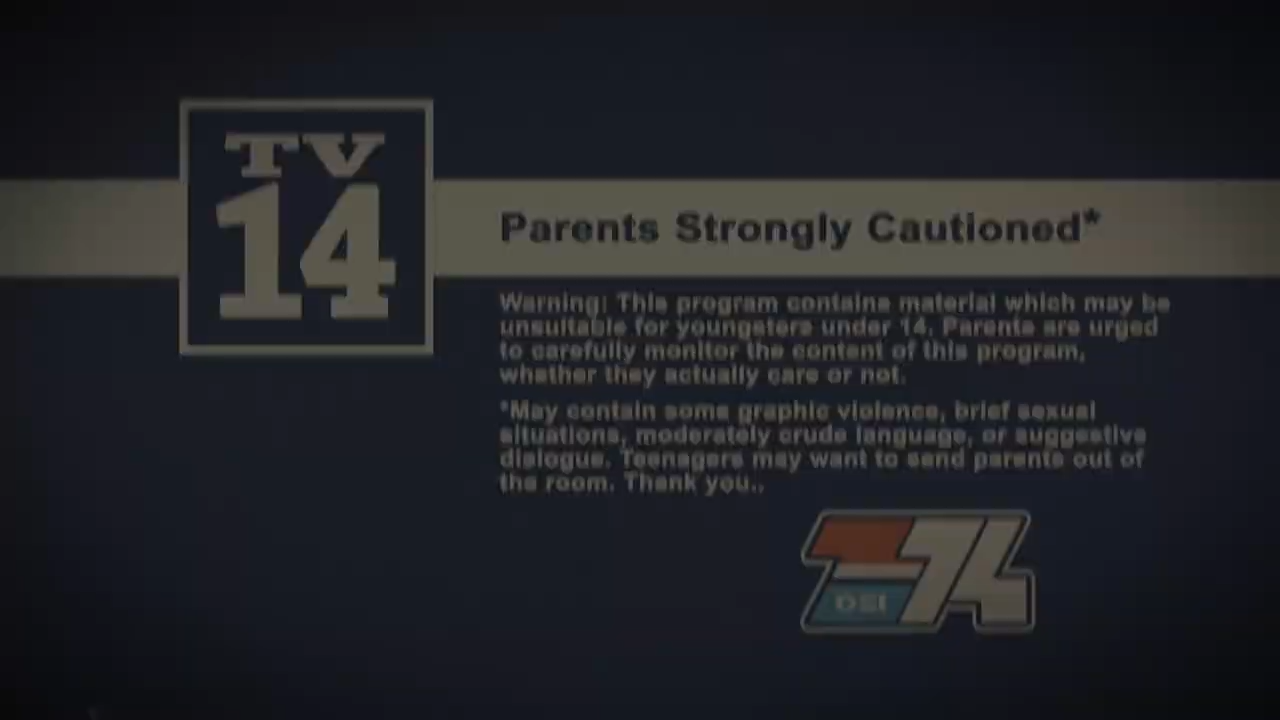 TV
14
Parents Strongly Cautioned*
Warning: This program contains material which may be
unsuitable for youngsters under 14. Parents are urged
to carefully monitor the content of this program,
whether they actually care or not.
*May contain some graphic violence, brief sexual
situations, moderately crude language, or suggestive
dialogue. Teenagers may want to send parents out of
the room. Thank you..
74
DSI